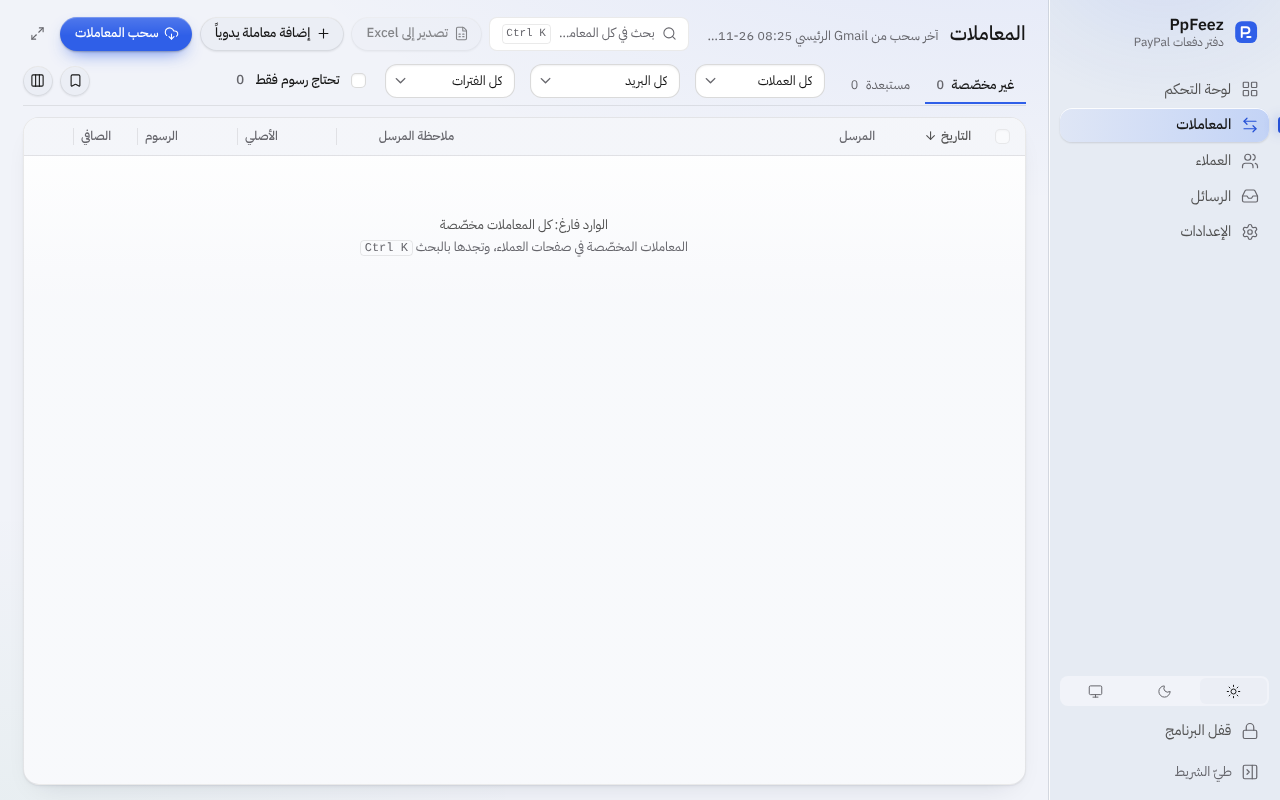 PpFeez
دفتر دفعات PayPal
لوحة التحكم
المعاملات
العملاء
الرسائل
الإعدادات
قفل البرنامج
طيّ الشريط
المعاملات
آخر سحب من Gmail الرئيسي 08:25 11-26...
بحث في كل المعام... Ctrl K
تصدير إلى Excel
إضافة معاملة يدوياً
سحب المعاملات
غير مخصّصة 0
مستبعدة 0
كل العملات
كل البريد
كل الفترات
تحتاج رسوم فقط 0
التاريخ
المرسل
ملاحظة المرسل
الأصلي
الرسوم
الصافي
الوارد فارغ: كل المعاملات مخصّصة
المعاملات المخصّصة في صفحات العملاء، وتجدها بالبحث Ctrl K